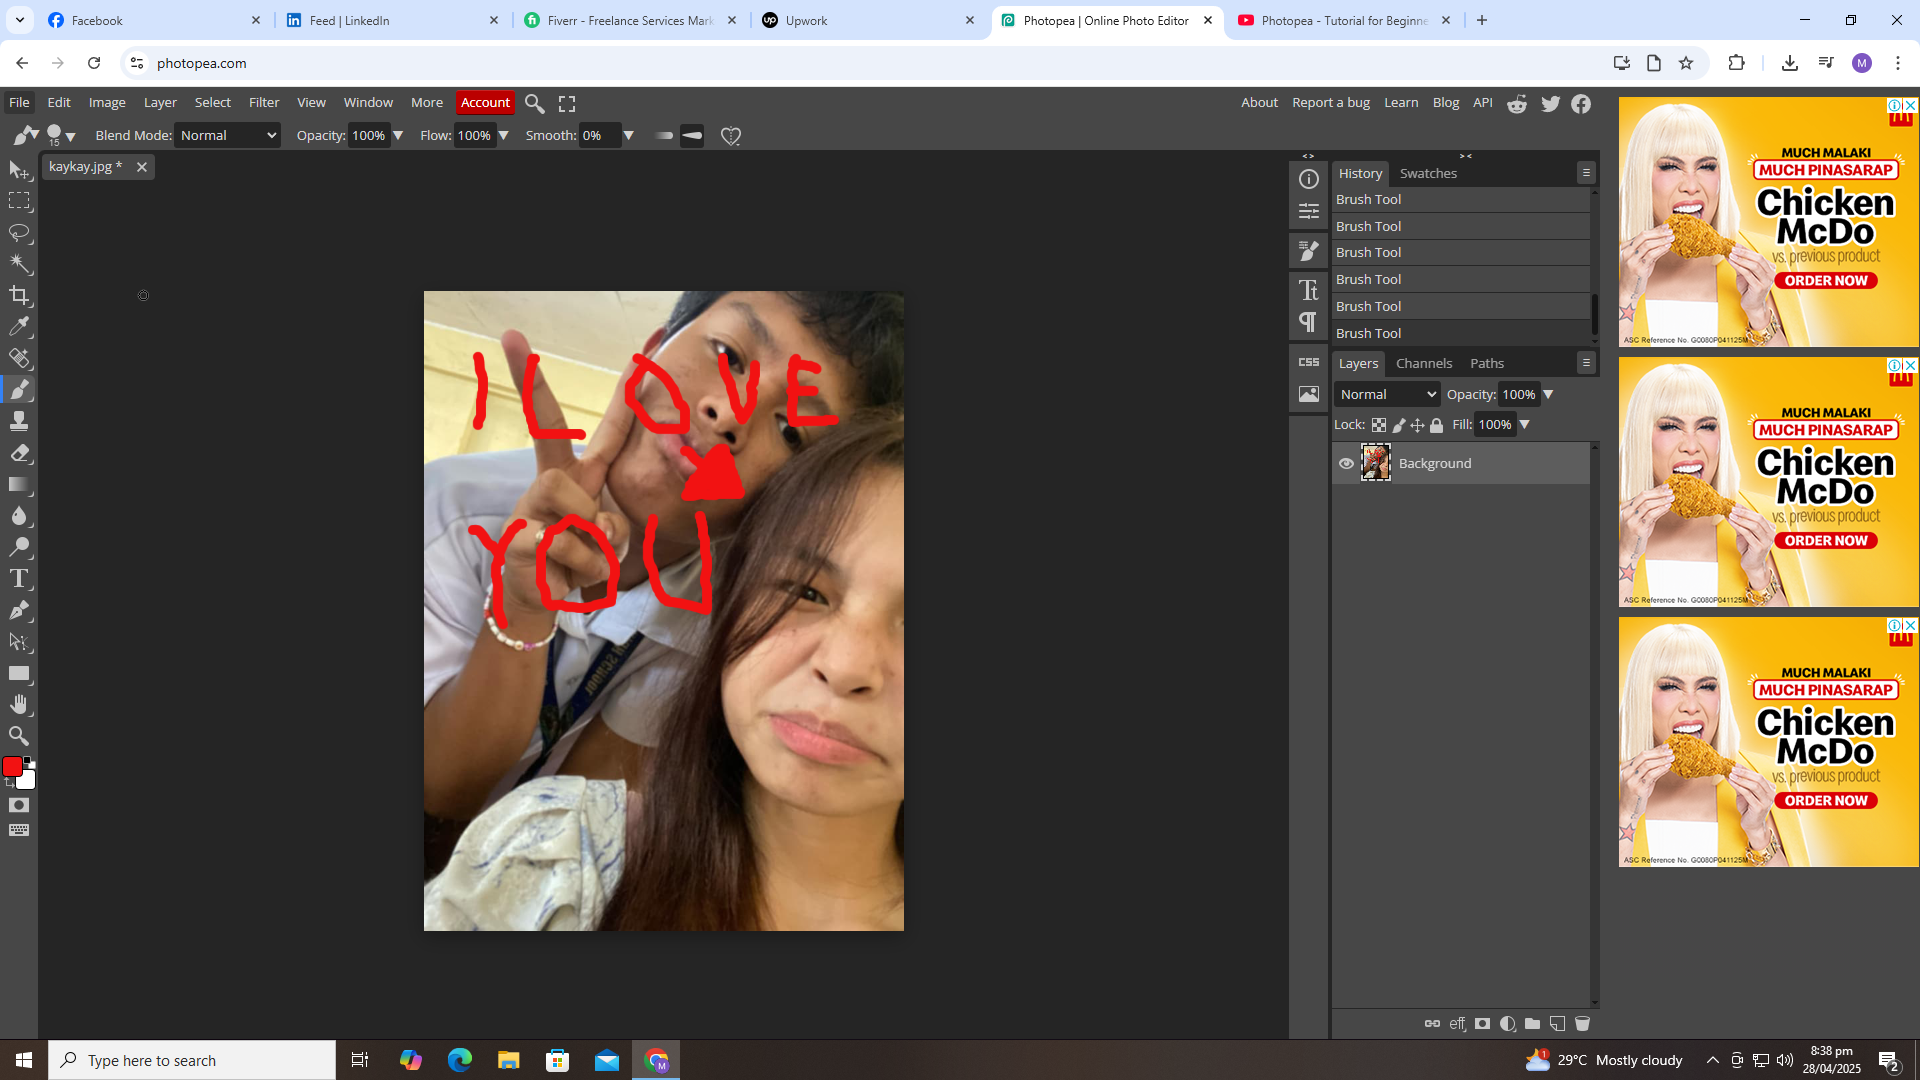 Facebook
Feed | LinkedIn
Fiverr - Freelance Services Mark
Upwork
Photopea | Online Photo Editor
Photopea - Tutorial for Beginne
photopea.com
M
File Edit Image Layer Select Filter View Window More Account
About Report a bug Learn Blog API
15
Blend Mode: Normal Opacity: 100% Flow: 100% Smooth: 0%
kaykay.jpg *
History Swatches
Brush Tool
Brush Tool
Brush Tool
Brush Tool
Brush Tool
Brush Tool
CSS
Layers Channels Paths
Normal Opacity: 100%
Lock: Fill: 100%
Background
eff
I LOVE
YOU
SCHOOL
MUCH MALAKI
MUCH PINASARAP
Chicken
McDo
vs. previous product
ORDER NOW
ASC Reference No. G0080P041125M
MUCH MALAKI
MUCH PINASARAP
Chicken
McDo
vs. previous product
ORDER NOW
ASC Reference No. G0080P041125M
MUCH MALAKI
MUCH PINASARAP
Chicken
McDo
vs. previous product
ORDER NOW
ASC Reference No. G0080P041125M
Type here to search
M
1
29°C Mostly cloudy
8:38 pm
28/04/2025
2